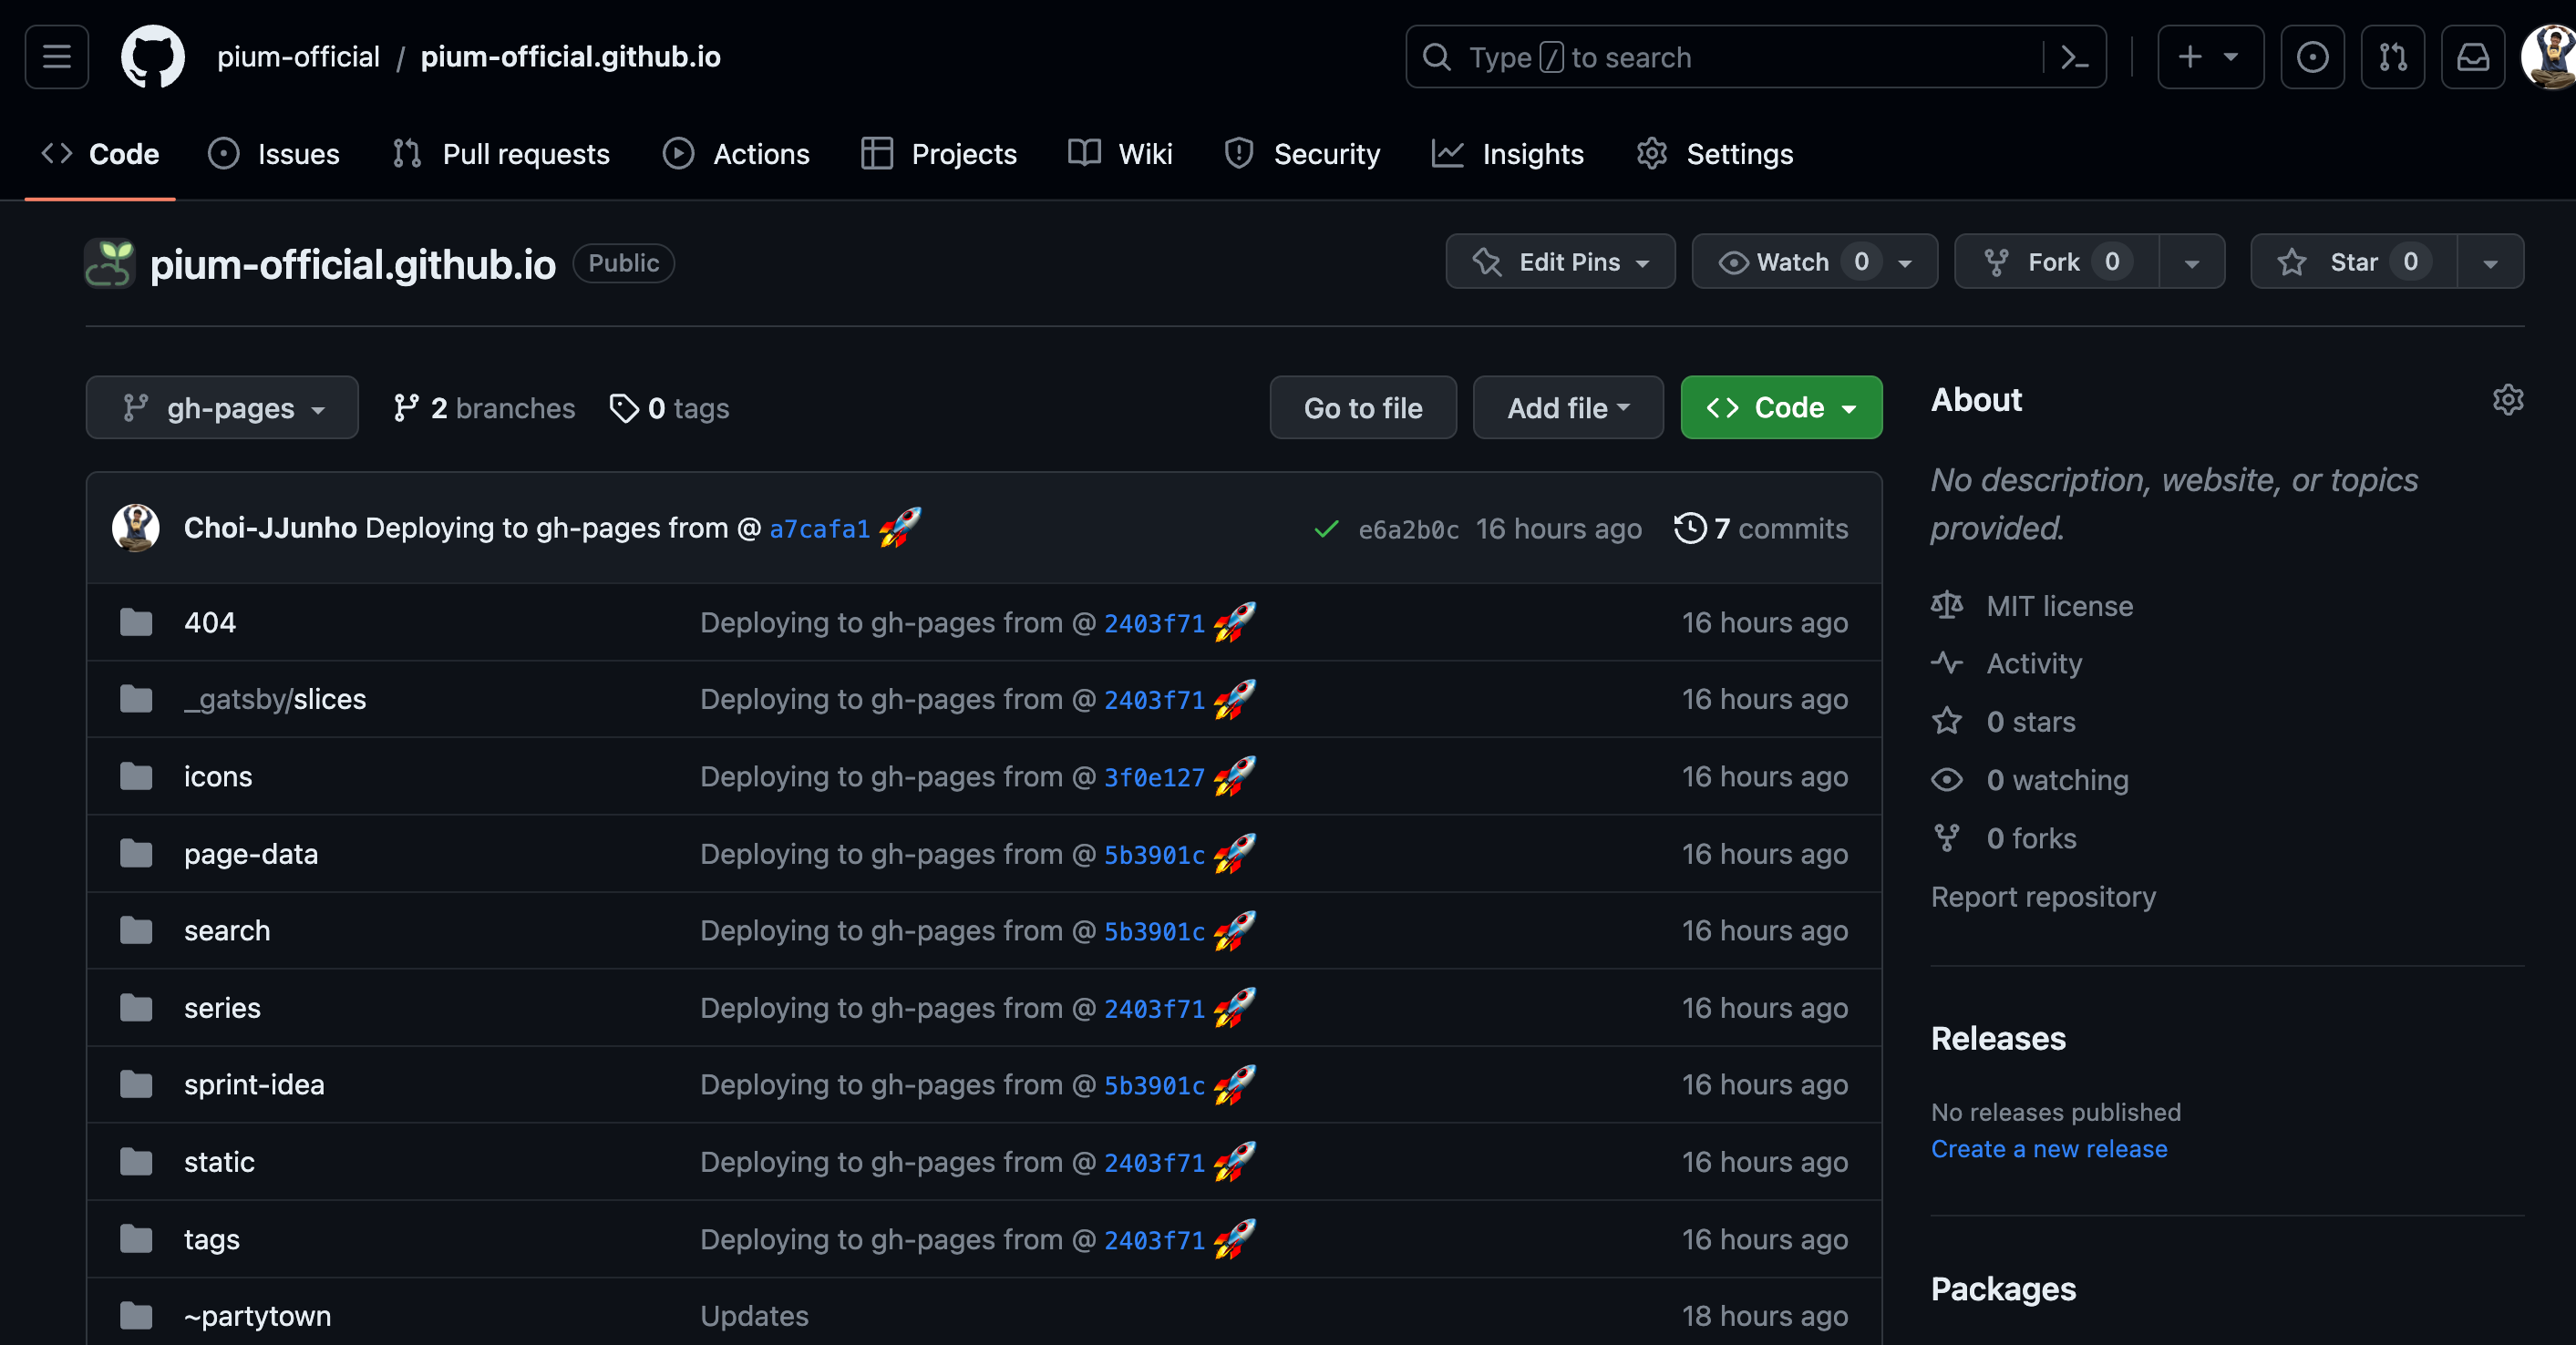 pium-official / pium-official.github.io
Type / to search
Code Issues Pull requests Actions Projects Wiki Security Insights Settings
pium-official.github.io Public
Edit Pins Watch 0 Fork 0 Star 0
gh-pages 2 branches 0 tags
Go to file Add file Code
Choi-JJunho Deploying to gh-pages from @ a7cafa1 🚀 e6a2b0c 16 hours ago 7 commits
404 Deploying to gh-pages from @ 2403f71 🚀 16 hours ago
_gatsby/slices Deploying to gh-pages from @ 2403f71 🚀 16 hours ago
icons Deploying to gh-pages from @ 3f0e127 🚀 16 hours ago
page-data Deploying to gh-pages from @ 5b3901c 🚀 16 hours ago
search Deploying to gh-pages from @ 5b3901c 🚀 16 hours ago
series Deploying to gh-pages from @ 2403f71 🚀 16 hours ago
sprint-idea Deploying to gh-pages from @ 5b3901c 🚀 16 hours ago
static Deploying to gh-pages from @ 2403f71 🚀 16 hours ago
tags Deploying to gh-pages from @ 2403f71 🚀 16 hours ago
~partytown Updates 18 hours ago
About
No description, website, or topics
provided.
MIT license
Activity
0 stars
0 watching
0 forks
Report repository
Releases
No releases published
Create a new release
Packages